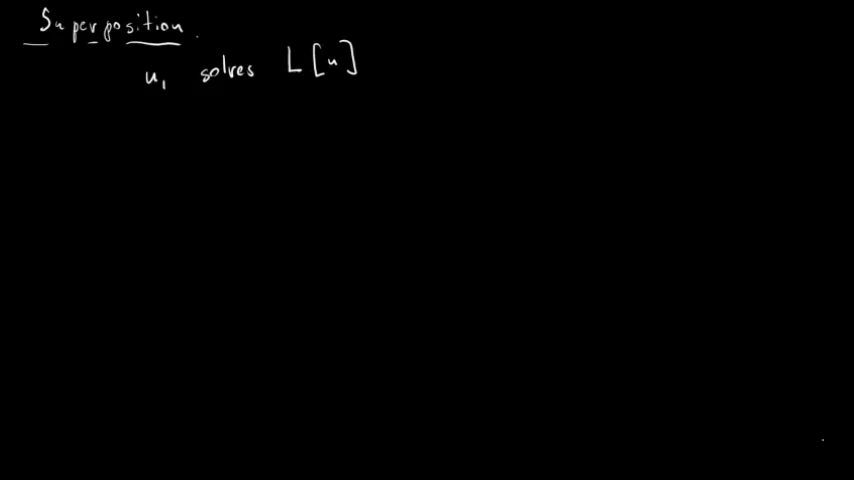 Superposition.
u₁ solves L[u]